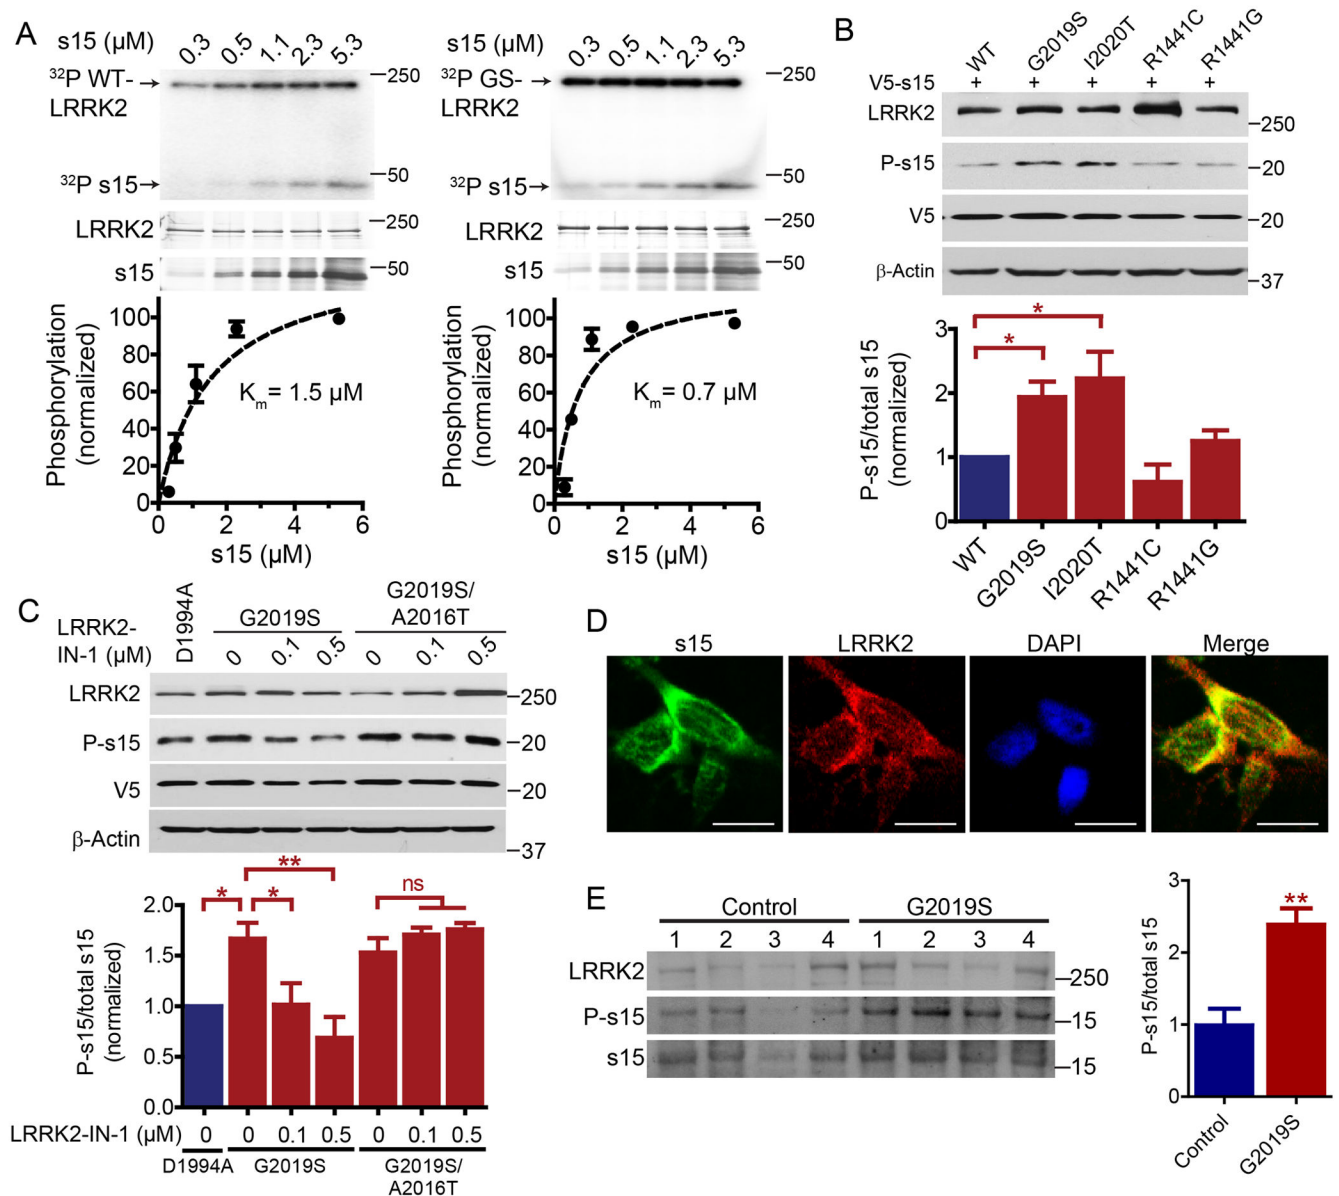 A
s15 (µM)
0.3 0.5 1.1 2.3 5.3
³²P WT-
LRRK2
250
³²P s15
50
LRRK2
250
s15
50
Phosphorylation
(normalized)
100
80
60
40
20
0
Km= 1.5 µM
0 2 4 6
s15 (µM)
s15 (µM)
0.3 0.5 1.1 2.3 5.3
³²P GS-
LRRK2
250
³²P s15
50
LRRK2
250
s15
50
Phosphorylation
(normalized)
100
80
60
40
20
0
Km= 0.7 µM
0 2 4 6
s15 (µM)
B
WT G2019S I2020T R1441C R1441G
V5-s15 + + + + +
LRRK2
250
P-s15
20
V5
20
β-Actin
37
P-s15/total s15
(normalized)
3
2
1
0
*
*
WT G2019S I2020T R1441C R1441G
C
LRRK2-
IN-1 (µM)
D1994A
G2019S
G2019S/
A2016T
0 0.1 0.5 0 0.1 0.5
LRRK2
250
P-s15
20
V5
20
β-Actin
37
P-s15/total s15
(normalized)
2.0
1.5
1.0
0.5
0.0
* * ** ns
LRRK2-IN-1 (µM) 0 0 0.1 0.5 0 0.1 0.5
D1994A G2019S G2019S/
A2016T
D
s15 LRRK2 DAPI Merge
E
Control G2019S
1 2 3 4 1 2 3 4
LRRK2
250
P-s15
15
s15
15
P-s15/total s15
3
2
1
0
**
Control G2019S